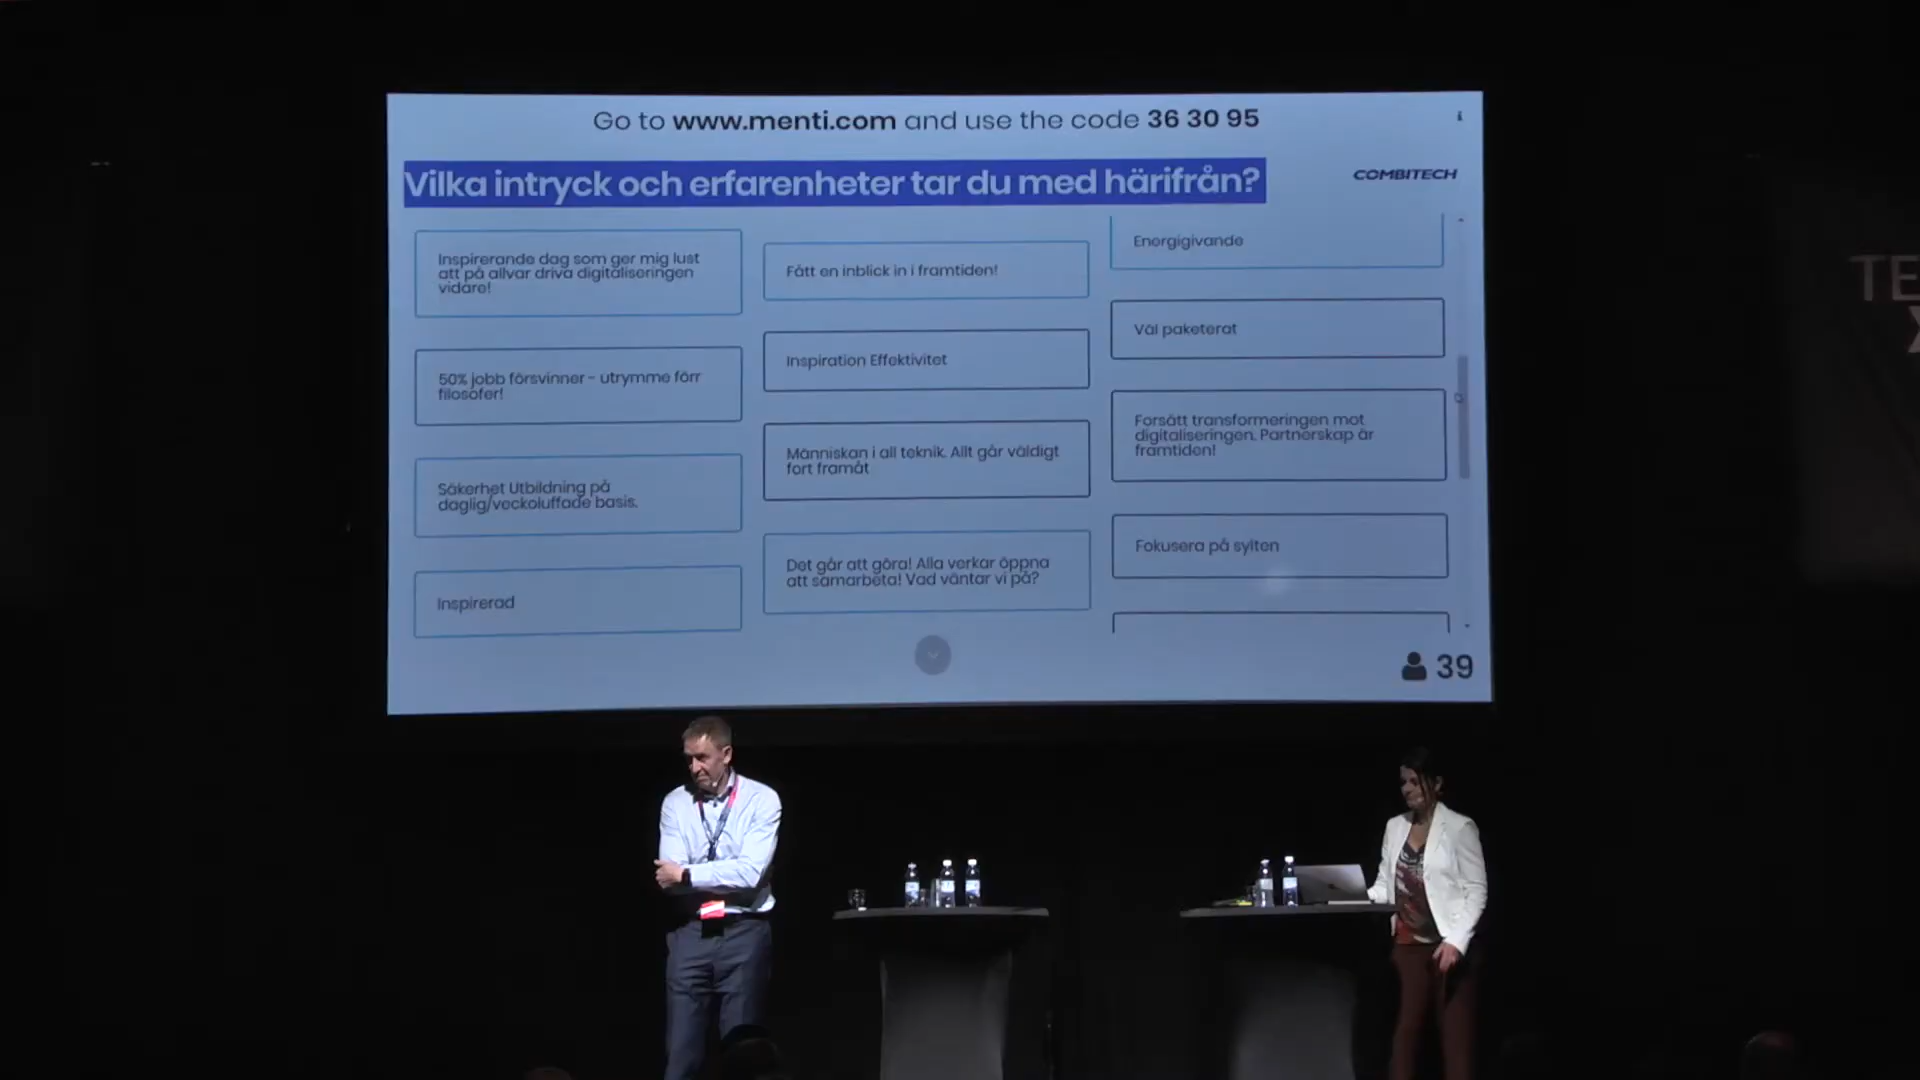 Go to www.menti.com and use the code 36 30 95
Vilka intryck och erfarenheter tar du med härifrån?
COMBITECH
Inspirerande dag som ger mig lust
att på allvar driva digitaliseringen
vidare!
50% jobb försvinner - utrymme förr
filosofer!
Säkerhet Utbildning på
daglig/veckoluffade basis.
Inspirerad
Fått en inblick in i framtiden!
Inspiration Effektivitet
Människan i all teknik. Allt går väldigt
fort framåt
Det går att göra! Alla verkar öppna
att samarbeta! Vad väntar vi på?
Energigivande
Väl paketerat
Forsätt transformeringen mot
digitaliseringen. Partnerskap är
framtiden!
Fokusera på sylten
39
TE